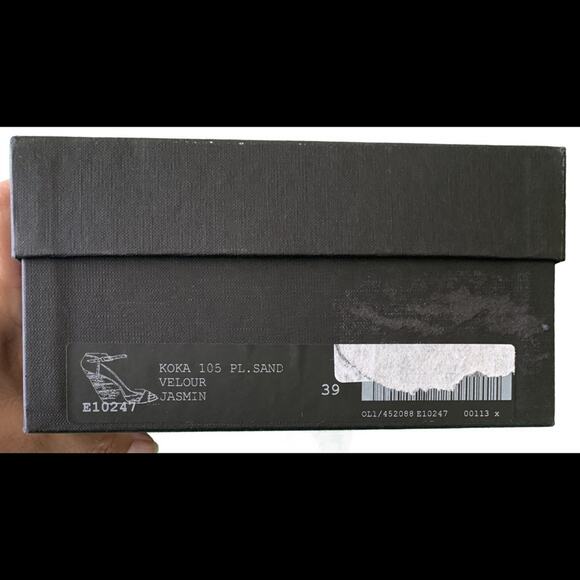 KOKA 105 PL.SAND
VELOUR
JASMIN
E10247
39
OL1/452088 E10247 00113 x